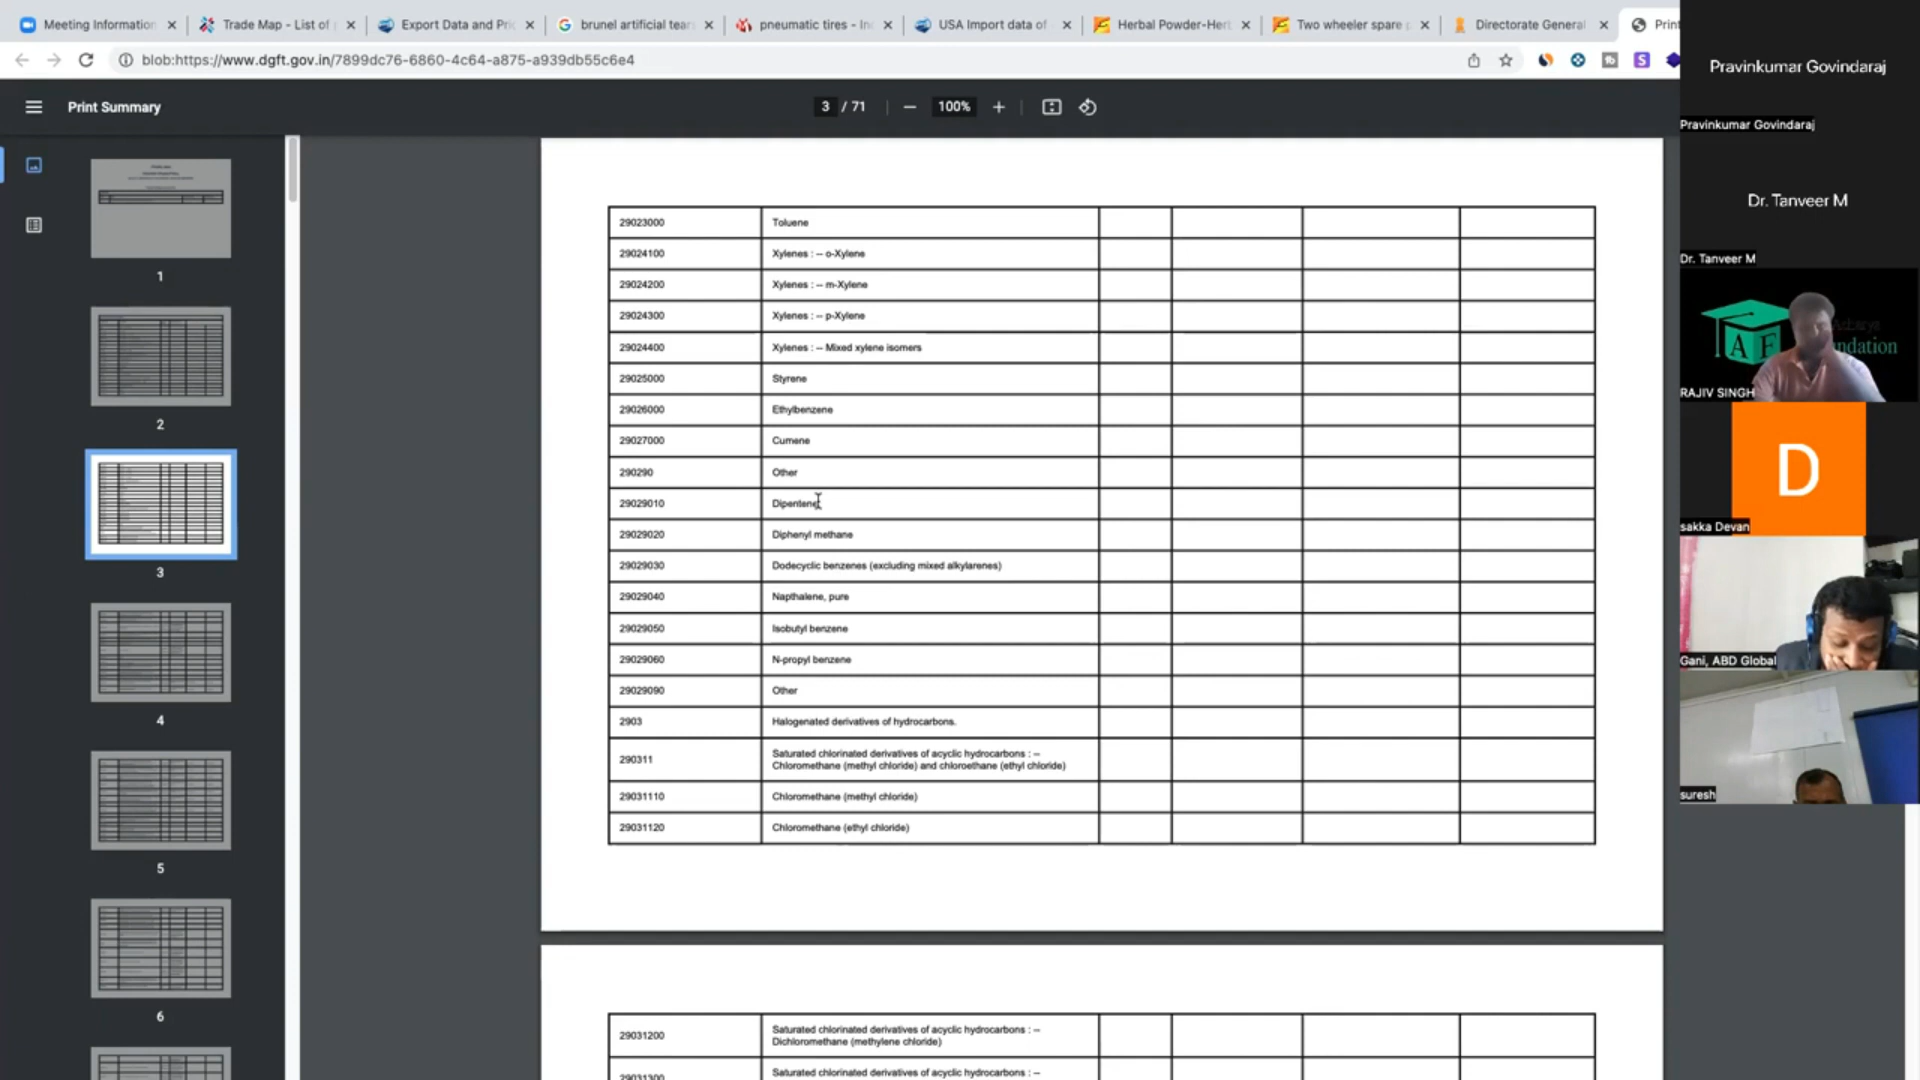 Meeting Information
Trade Map - List of
Export Data and Pric
brunel artificial tear
pneumatic tires - In
USA Import data of
Herbal Powder-Herb
Two wheeler spare p
Directorate General
Print
blob:https://www.dgft.gov.in/7899dc76-6860-4c64-a875-a939db55c6e4
Print Summary
3 / 71
100%
1
2
3
4
5
6
29023000 Toluene
29024100 Xylenes : -- o-Xylene
29024200 Xylenes : -- m-Xylene
29024300 Xylenes : -- p-Xylene
29024400 Xylenes : -- Mixed xylene isomers
29025000 Styrene
29026000 Ethylbenzene
29027000 Cumene
290290 Other
29029010 Dipentene
29029020 Diphenyl methane
29029030 Dodecyclic benzenes (excluding mixed alkylarenes)
29029040 Napthalene, pure
29029050 Isobutyl benzene
29029060 N-propyl benzene
29029090 Other
2903 Halogenated derivatives of hydrocarbons.
290311 Saturated chlorinated derivatives of acyclic hydrocarbons : --
Chloromethane (methyl chloride) and chloroethane (ethyl chloride)
29031110 Chloromethane (methyl chloride)
29031120 Chloromethane (ethyl chloride)
29031200 Saturated chlorinated derivatives of acyclic hydrocarbons : --
Dichloromethane (methylene chloride)
29031300 Saturated chlorinated derivatives of acyclic hydrocarbons : --
Pravinkumar Govindaraj
Pravinkumar Govindaraj
Dr. Tanveer M
Dr. Tanveer M
A F
undation
RAJIV SINGH
D
sakka Devan
Gani, ABD Global
suresh